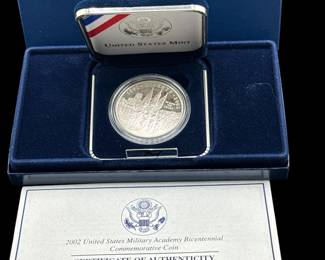 United States Mint
2002 United States Military Academy Bicentennial
Commemorative Coin
CERTIFICATE OF AUTHENTICITY